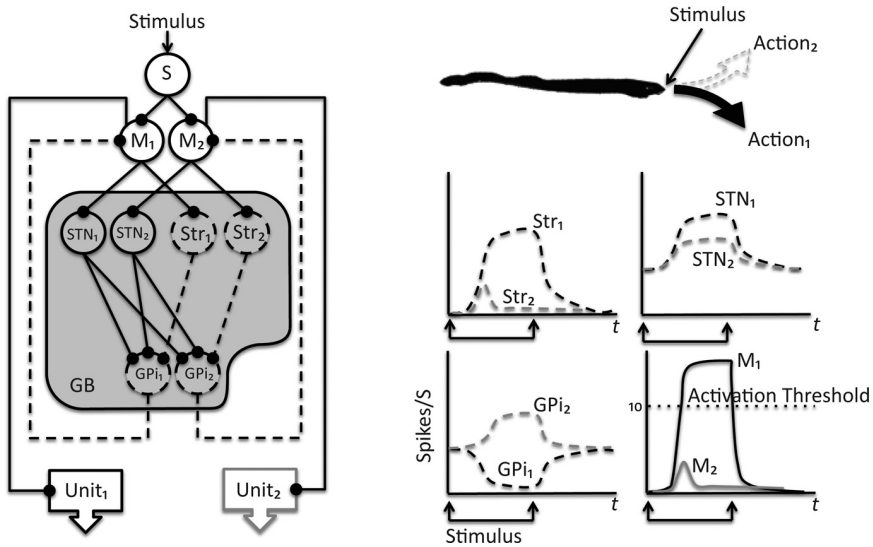 Stimulus
S
M₁
M₂
STN₁
STN₂
Str₁
Str₂
GPi₁
GPi₂
GB
Unit₁
Unit₂
Stimulus
Action₂
Action₁
Str₁
Str₂
t
STN₁
STN₂
t
Spikes/S
GPi₂
GPi₁
t
Stimulus
M₁
Activation Threshold
10
M₂
t